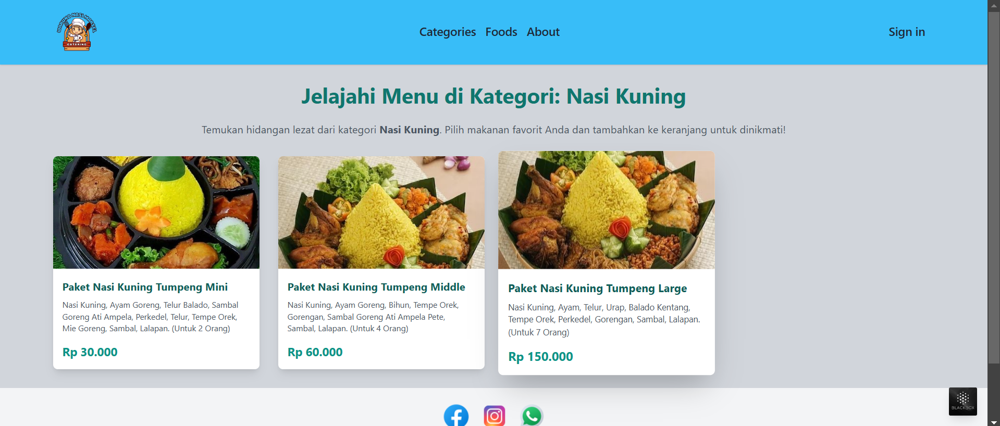 WARUNG NASI MARSEL
CATERING
Categories Foods About
Sign in
Jelajahi Menu di Kategori: Nasi Kuning
Temukan hidangan lezat dari kategori Nasi Kuning. Pilih makanan favorit Anda dan tambahkan ke keranjang untuk dinikmati!
Paket Nasi Kuning Tumpeng Mini
Nasi Kuning, Ayam Goreng, Telur Balado, Sambal
Goreng Ati Ampela, Perkedel, Telur, Tempe Orek,
Mie Goreng, Sambal, Lalapan. (Untuk 2 Orang)
Rp 30.000
Paket Nasi Kuning Tumpeng Middle
Nasi Kuning, Ayam Goreng, Bihun, Tempe Orek,
Gorengan, Sambal Goreng Ati Ampela Pete,
Sambal, Lalapan. (Untuk 4 Orang)
Rp 60.000
Paket Nasi Kuning Tumpeng Large
Nasi Kuning, Ayam, Telur, Urap, Balado Kentang,
Tempe Orek, Perkedel, Gorengan, Sambal, Lalapan.
(Untuk 7 Orang)
Rp 150.000
BLACKBOX